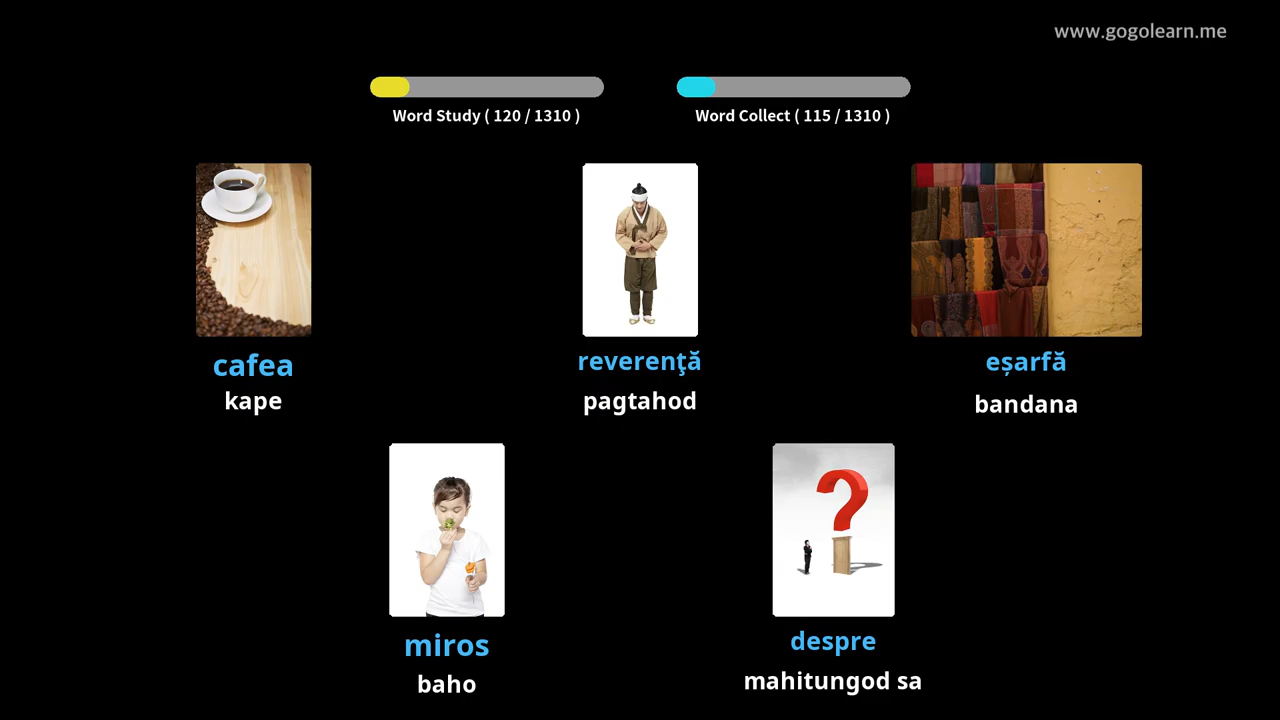 www.gogolearn.me
Word Study ( 120 / 1310 )
Word Collect ( 115 / 1310 )
cafea
kape
reverenţă
pagtahod
eșarfă
bandana
miros
baho
despre
mahitungod sa